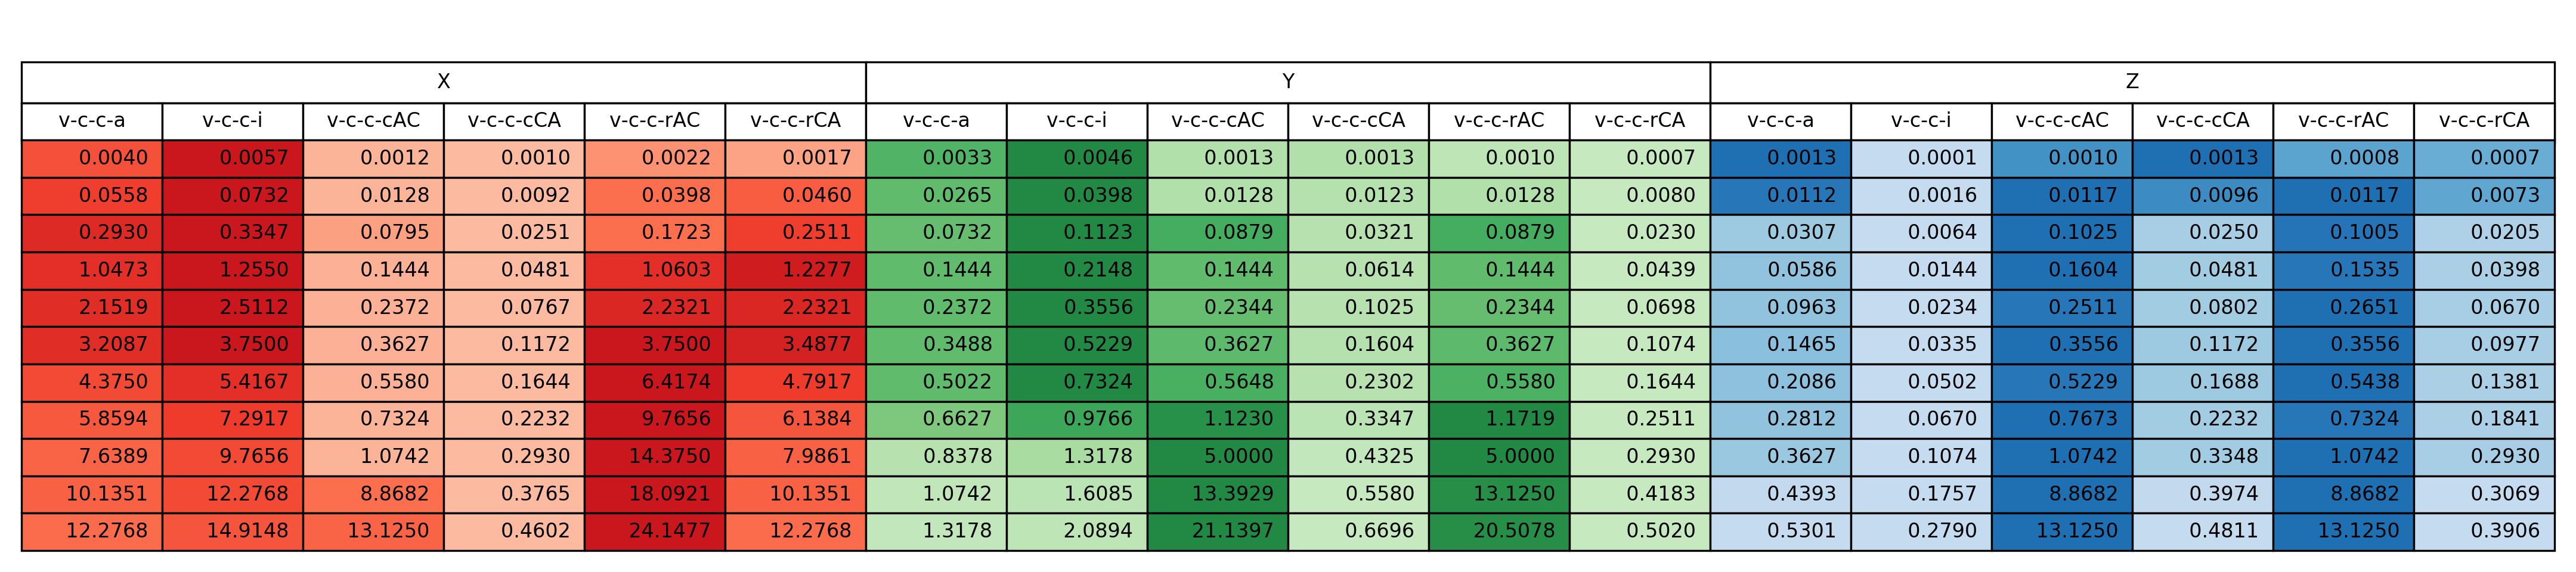 X Y Z
v-c-c-a v-c-c-i v-c-c-cAC v-c-c-cCA v-c-c-rAC v-c-c-rCA v-c-c-a v-c-c-i v-c-c-cAC v-c-c-cCA v-c-c-rAC v-c-c-rCA v-c-c-a v-c-c-i v-c-c-cAC v-c-c-cCA v-c-c-rAC v-c-c-rCA
0.0040 0.0057 0.0012 0.0010 0.0022 0.0017 0.0033 0.0046 0.0013 0.0013 0.0010 0.0007 0.0013 0.0001 0.0010 0.0013 0.0008 0.0007
0.0558 0.0732 0.0128 0.0092 0.0398 0.0460 0.0265 0.0398 0.0128 0.0123 0.0128 0.0080 0.0112 0.0016 0.0117 0.0096 0.0117 0.0073
0.2930 0.3347 0.0795 0.0251 0.1723 0.2511 0.0732 0.1123 0.0879 0.0321 0.0879 0.0230 0.0307 0.0064 0.1025 0.0250 0.1005 0.0205
1.0473 1.2550 0.1444 0.0481 1.0603 1.2277 0.1444 0.2148 0.1444 0.0614 0.1444 0.0439 0.0586 0.0144 0.1604 0.0481 0.1535 0.0398
2.1519 2.5112 0.2372 0.0767 2.2321 2.2321 0.2372 0.3556 0.2344 0.1025 0.2344 0.0698 0.0963 0.0234 0.2511 0.0802 0.2651 0.0670
3.2087 3.7500 0.3627 0.1172 3.7500 3.4877 0.3488 0.5229 0.3627 0.1604 0.3627 0.1074 0.1465 0.0335 0.3556 0.1172 0.3556 0.0977
4.3750 5.4167 0.5580 0.1644 6.4174 4.7917 0.5022 0.7324 0.5648 0.2302 0.5580 0.1644 0.2086 0.0502 0.5229 0.1688 0.5438 0.1381
5.8594 7.2917 0.7324 0.2232 9.7656 6.1384 0.6627 0.9766 1.1230 0.3347 1.1719 0.2511 0.2812 0.0670 0.7673 0.2232 0.7324 0.1841
7.6389 9.7656 1.0742 0.2930 14.3750 7.9861 0.8378 1.3178 5.0000 0.4325 5.0000 0.2930 0.3627 0.1074 1.0742 0.3348 1.0742 0.2930
10.1351 12.2768 8.8682 0.3765 18.0921 10.1351 1.0742 1.6085 13.3929 0.5580 13.1250 0.4183 0.4393 0.1757 8.8682 0.3974 8.8682 0.3069
12.2768 14.9148 13.1250 0.4602 24.1477 12.2768 1.3178 2.0894 21.1397 0.6696 20.5078 0.5020 0.5301 0.2790 13.1250 0.4811 13.1250 0.3906